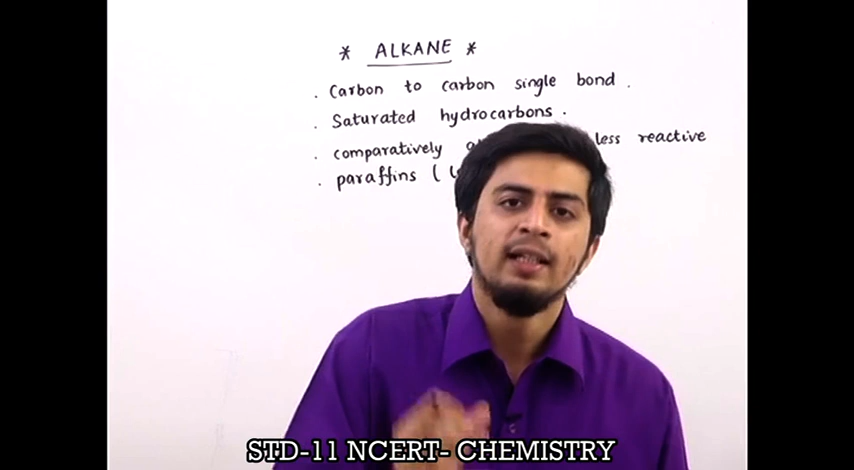 * ALKANE *
. Carbon to carbon single bond .
. Saturated hydrocarbons .
. comparatively less reactive
. paraffins (
STD-11 NCERT- CHEMISTRY